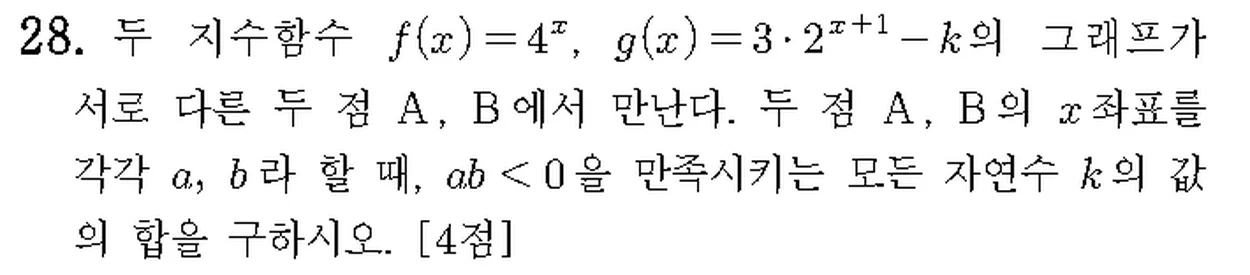 28. 두 지수함수 f(x)=4^x, g(x)=3·2^{x+1}-k의 그래프가
서로 다른 두 점 A, B에서 만난다. 두 점 A, B의 x좌표를
각각 a, b라 할 때, ab<0을 만족시키는 모든 자연수 k의 값
의 합을 구하시오. [4점]